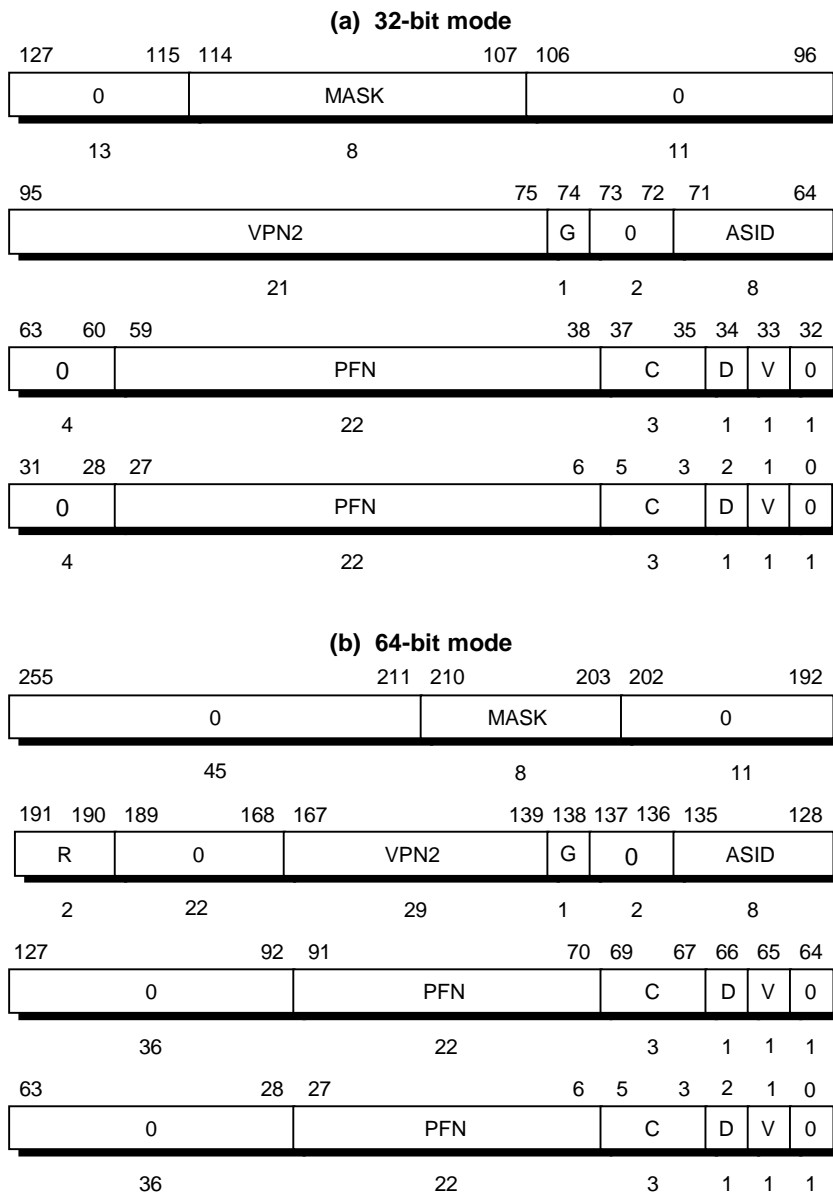 (a) 32-bit mode
127 115 114 107 106 96
0 MASK 0
13 8 11
95 75 74 73 72 71 64
VPN2 G 0 ASID
21 1 2 8
63 60 59 38 37 35 34 33 32
0 PFN C D V 0
4 22 3 1 1 1
31 28 27 6 5 3 2 1 0
0 PFN C D V 0
4 22 3 1 1 1
(b) 64-bit mode
255 211 210 203 202 192
0 MASK 0
45 8 11
191 190 189 168 167 139 138 137 136 135 128
R 0 VPN2 G 0 ASID
2 22 29 1 2 8
127 92 91 70 69 67 66 65 64
0 PFN C D V 0
36 22 3 1 1 1
63 28 27 6 5 3 2 1 0
0 PFN C D V 0
36 22 3 1 1 1